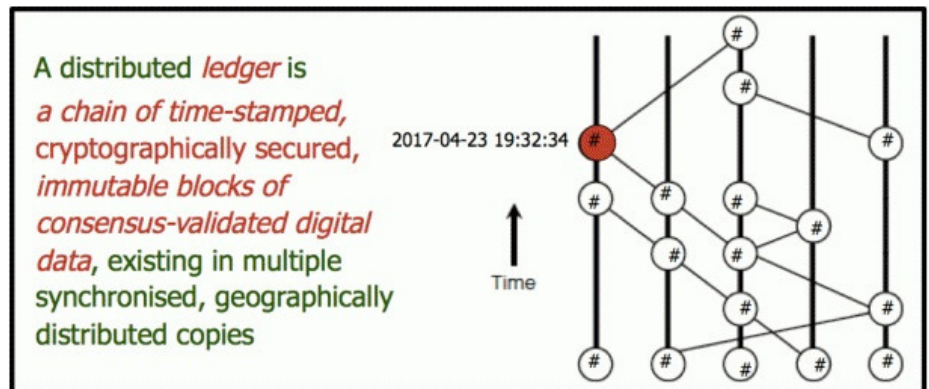 A distributed ledger is
a chain of time-stamped,
cryptographically secured,
immutable blocks of
consensus-validated digital
data, existing in multiple
synchronised, geographically
distributed copies
#
#
2017-04-23 19:32:34 # #
# # #
#
# #
Time
# #
# # # # #